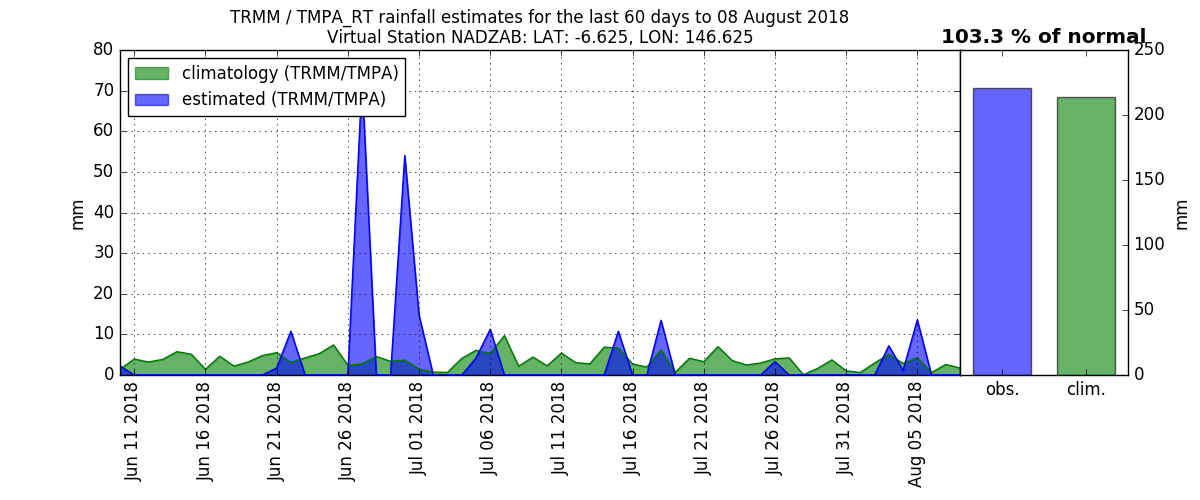 TRMM / TMPA_RT rainfall estimates for the last 60 days to 08 August 2018
Virtual Station NADZAB: LAT: -6.625, LON: 146.625
103.3 % of normal
climatology (TRMM/TMPA)
estimated (TRMM/TMPA)
80
70
60
50
40
30
20
10
0
mm
250
200
150
100
50
0
mm
Jun 11 2018
Jun 16 2018
Jun 21 2018
Jun 26 2018
Jul 01 2018
Jul 06 2018
Jul 11 2018
Jul 16 2018
Jul 21 2018
Jul 26 2018
Jul 31 2018
Aug 05 2018
obs.
clim.